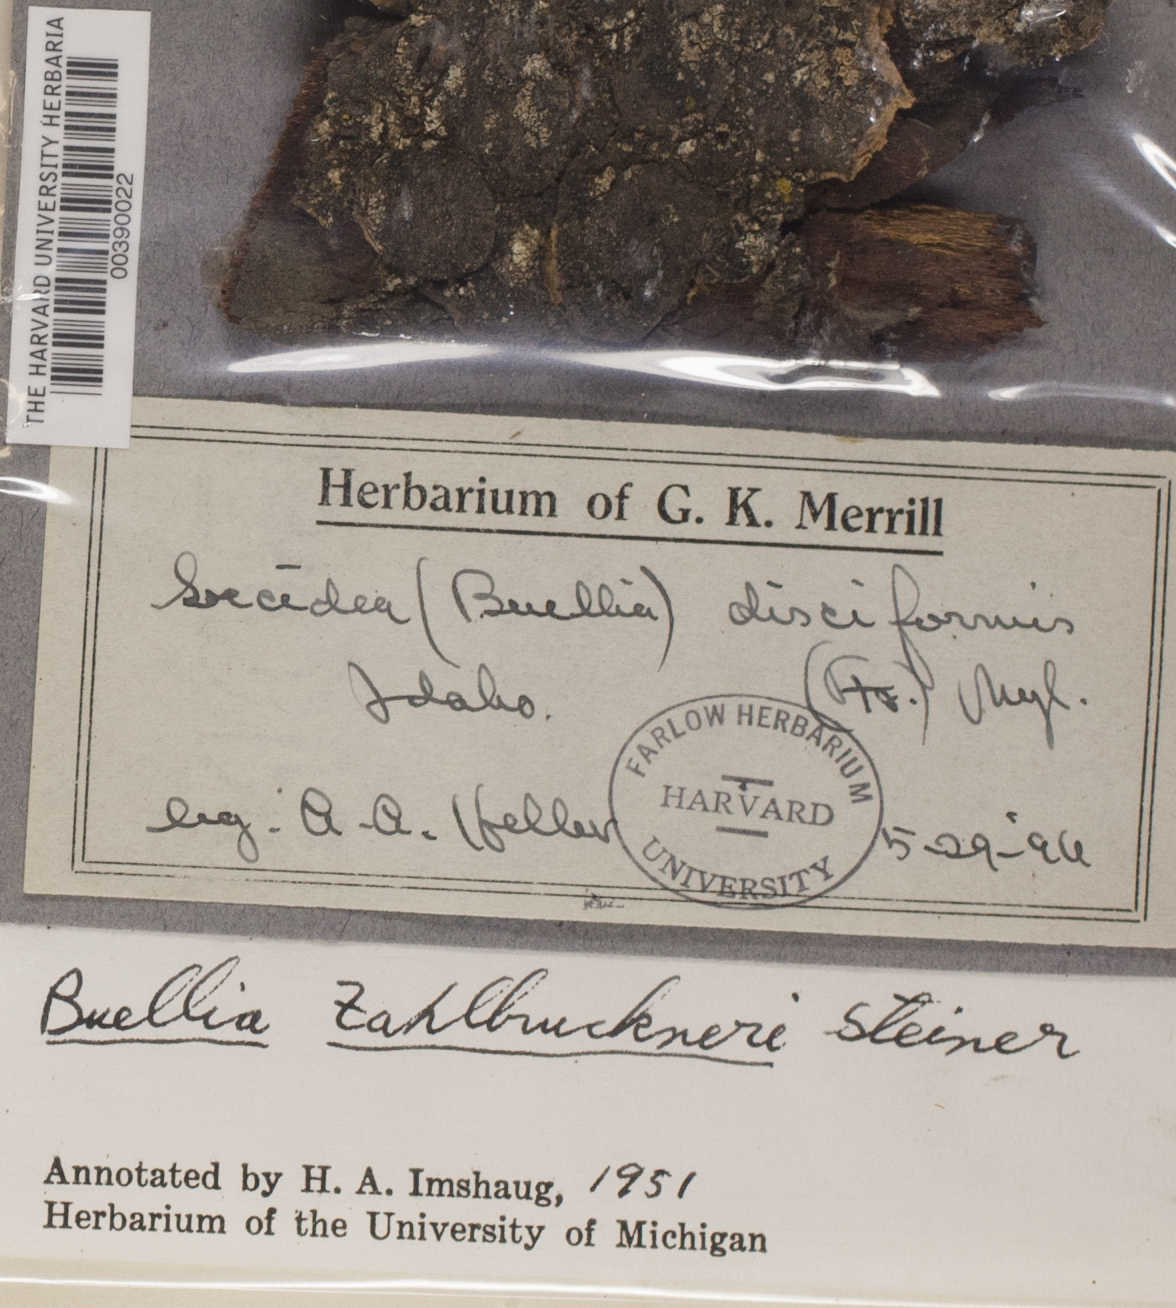 THE HARVARD UNIVERSITY HERBARIA
00390022
Herbarium of G. K. Merrill
Lecidea (Buellia) disciformis
Idaho. (Fr.) Nyl.
leg. A. A. Heller 5-29-96
FARLOW HERBARIUM
HARVARD
UNIVERSITY
Buellia Zahlbruckneri Steiner
Annotated by H. A. Imshaug, 1951
Herbarium of the University of Michigan